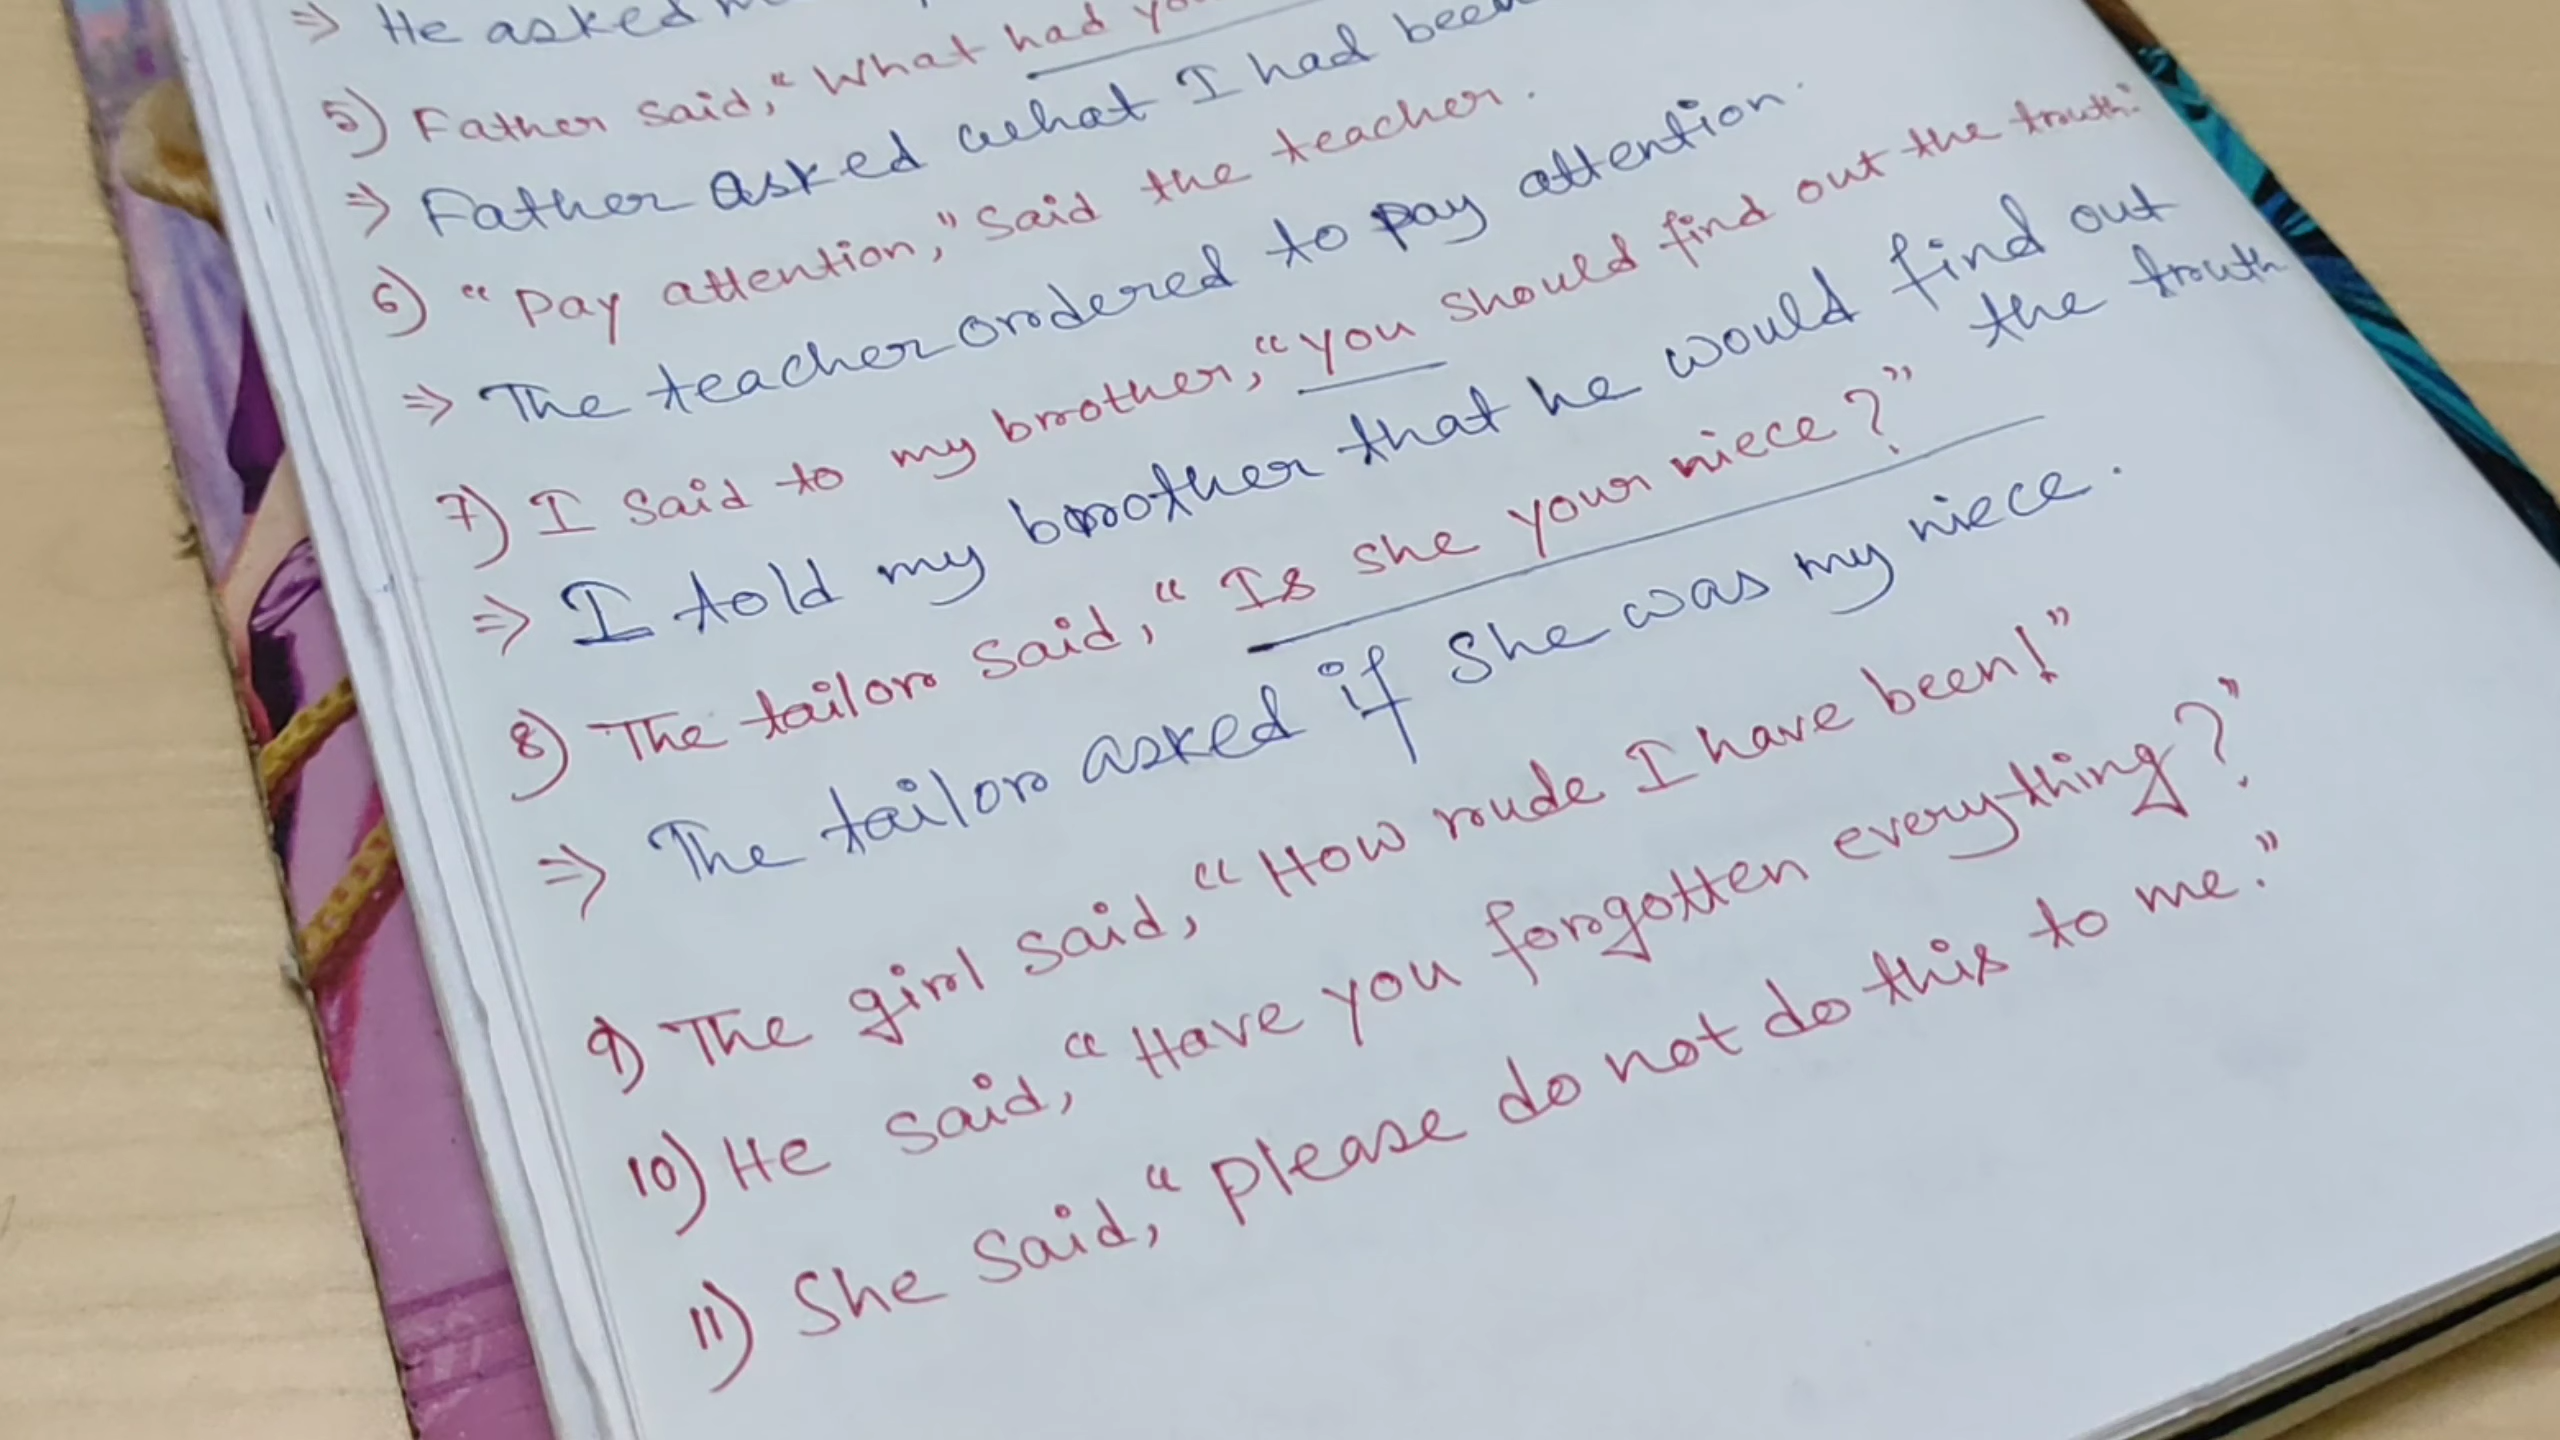 ⇒ He asked
5) Father said, "What had
⇒ Father asked what I had been
6) "Pay attention," said the teacher.
⇒ The teacher ordered to pay attention.
7) I said to my brother, "you should find out the truth."
⇒ I told my brother that he would find out
the truth
8) The tailor said, "Is she your niece?"
⇒ The tailor asked if she was my niece.
9) The girl said, "How rude I have been!"
10) He said, "Have you forgotten everything?"
11) She said, "Please do not do this to me."